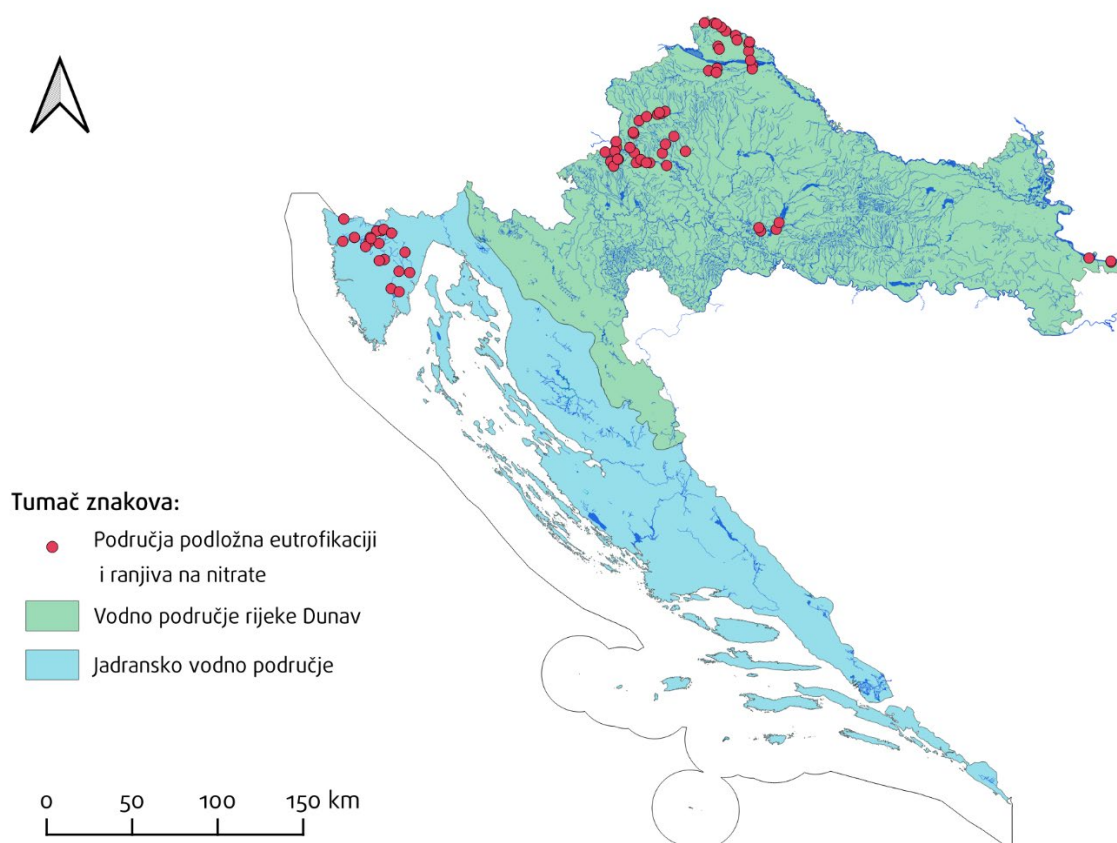 Tumač znakova:
Područja podložna eutrofikaciji
i ranjiva na nitrate
Vodno područje rijeke Dunav
Jadransko vodno područje
0 50 100 150 km